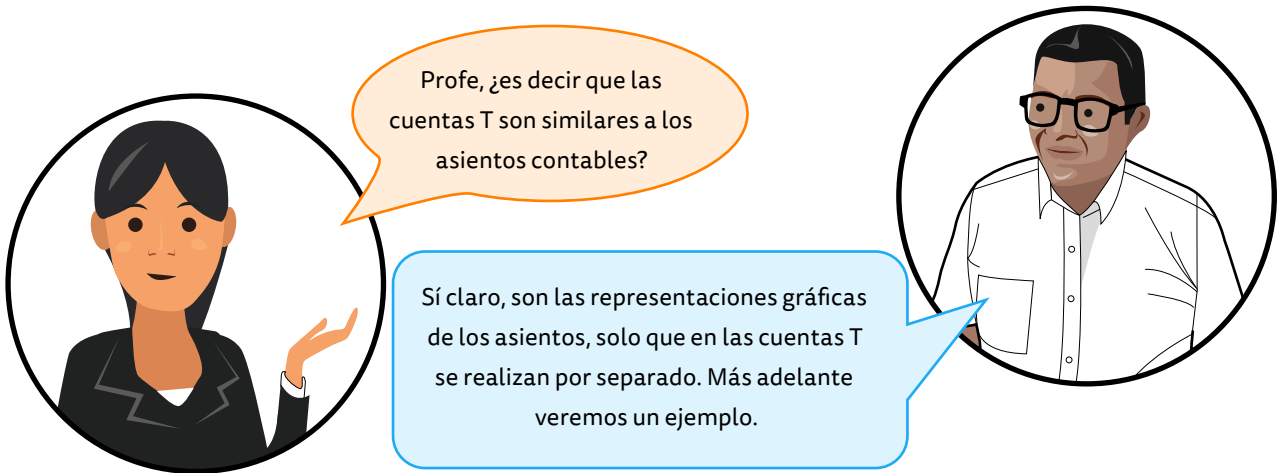 Profe, ¿es decir que las
cuentas T son similares a los
asientos contables?
Sí claro, son las representaciones gráficas
de los asientos, solo que en las cuentas T
se realizan por separado. Más adelante
veremos un ejemplo.